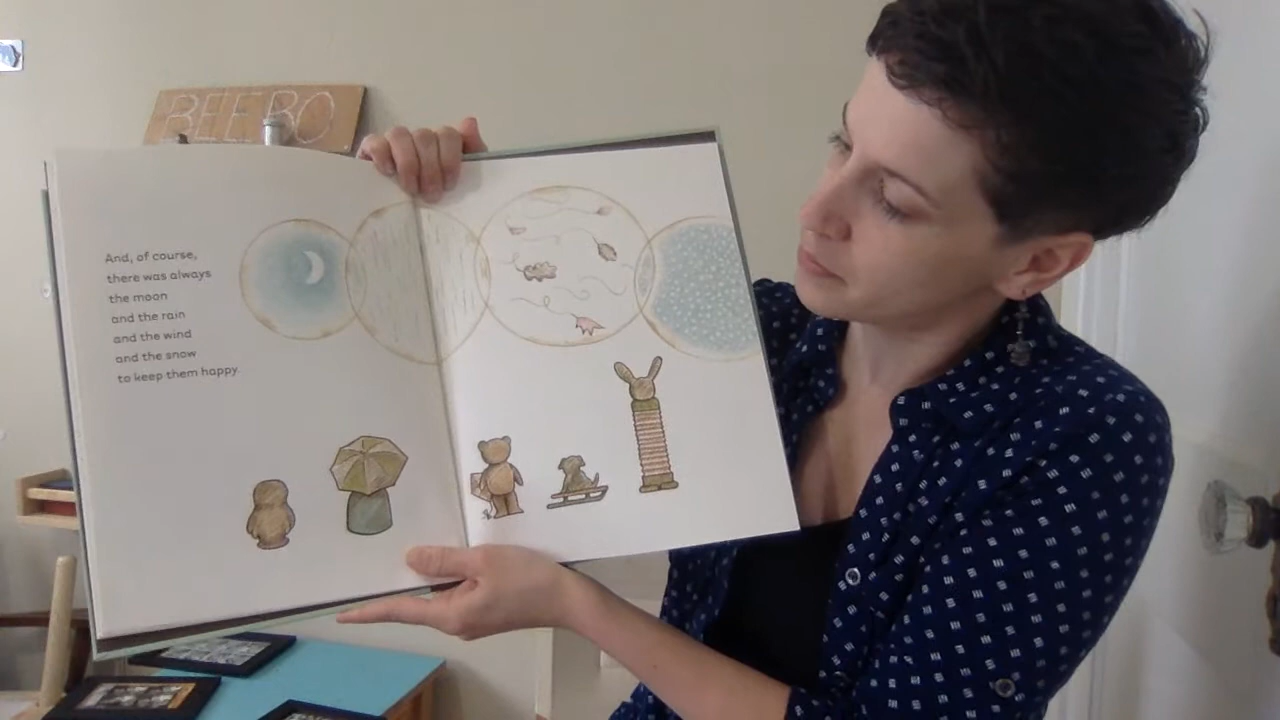 BEEBO
And, of course,
there was always
the moon
and the rain
and the wind
and the snow
to keep them happy.